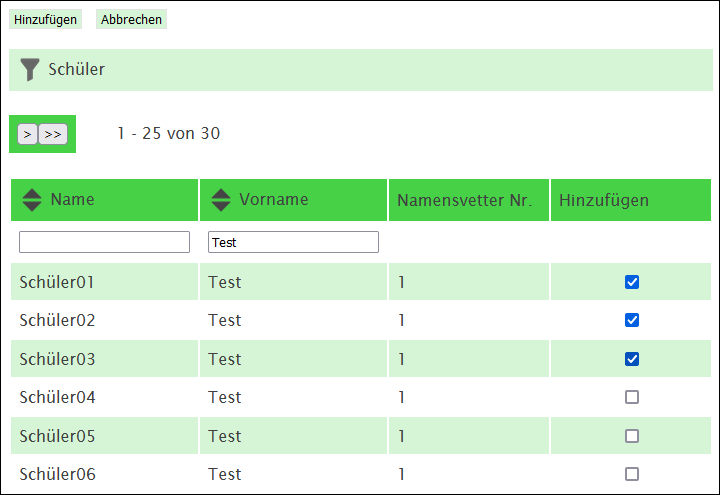 Hinzufügen Abbrechen
Schüler
> >> 1 - 25 von 30
Name Vorname Namensvetter Nr. Hinzufügen
Test
Schüler01 Test 1
Schüler02 Test 1
Schüler03 Test 1
Schüler04 Test 1
Schüler05 Test 1
Schüler06 Test 1